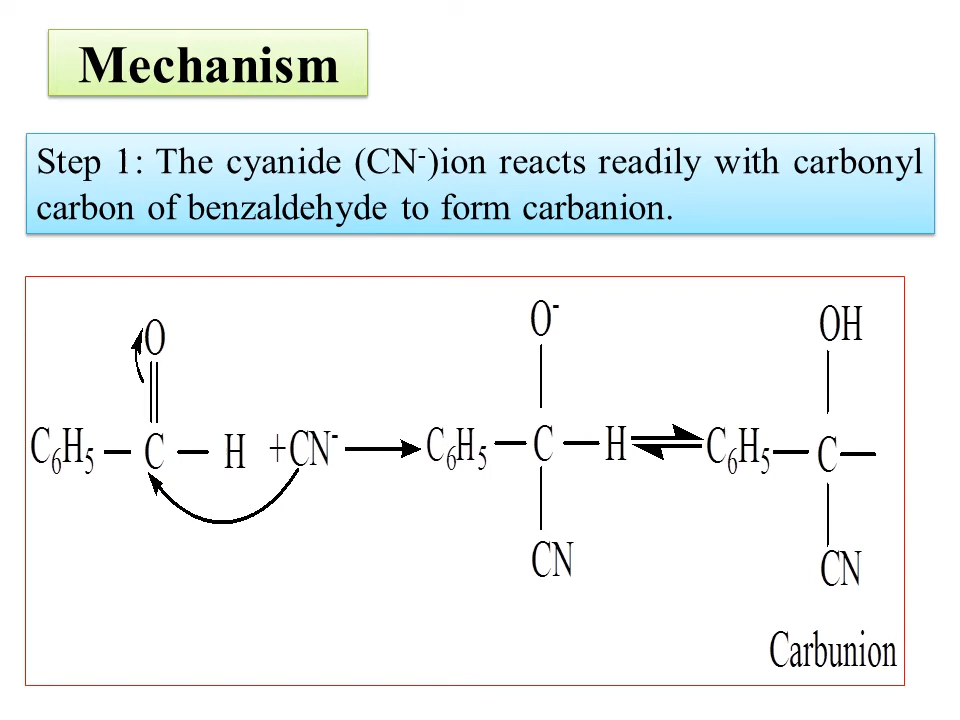 Mechanism
Step 1: The cyanide (CN⁻)ion reacts readily with carbonyl
carbon of benzaldehyde to form carbanion.
O O⁻ OH
C₆H₅ — C — H +CN⁻ → C₆H₅ — C — H ⇌ C₆H₅ — C —
CN CN
Carbunion